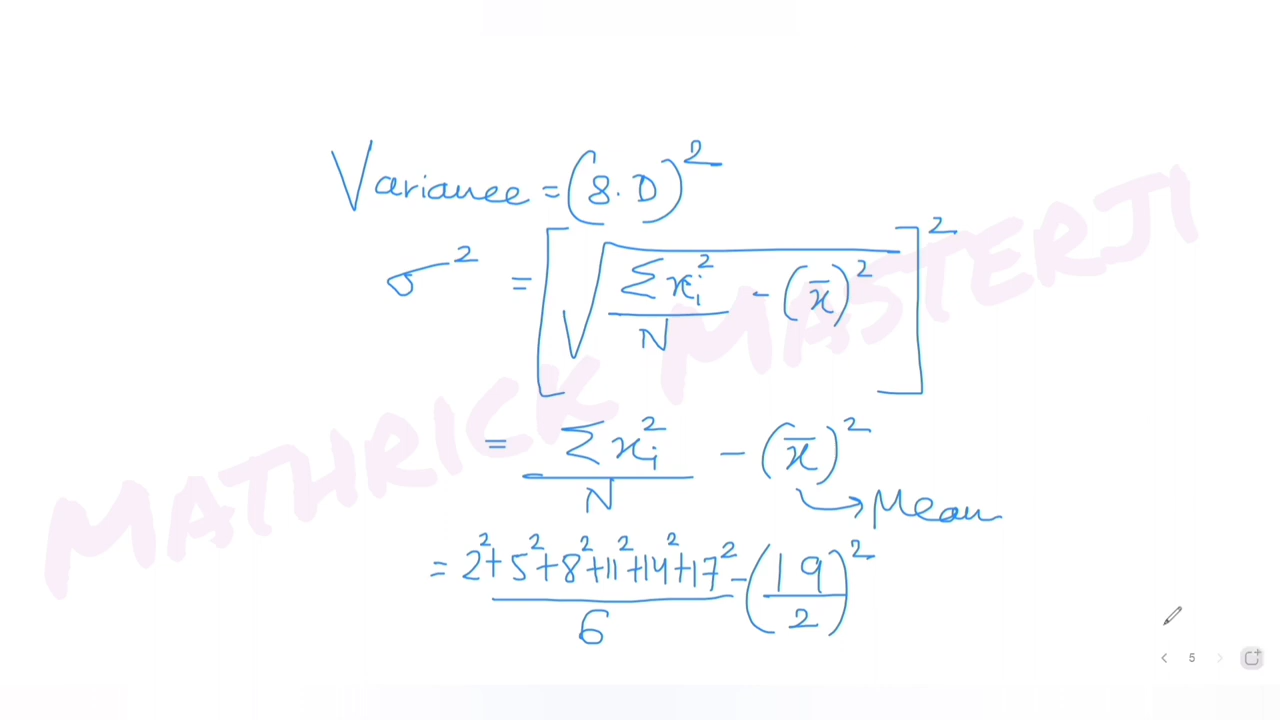 Variance = (S.D)²
σ² = [√(Σxᵢ²/N - (x̄)²)]²
= Σxᵢ²/N - (x̄)²
→ Mean
= (2²+5²+8²+11²+14²+17²)/6 - (19/2)²
MATHRICK MASTERJI
< 5 >